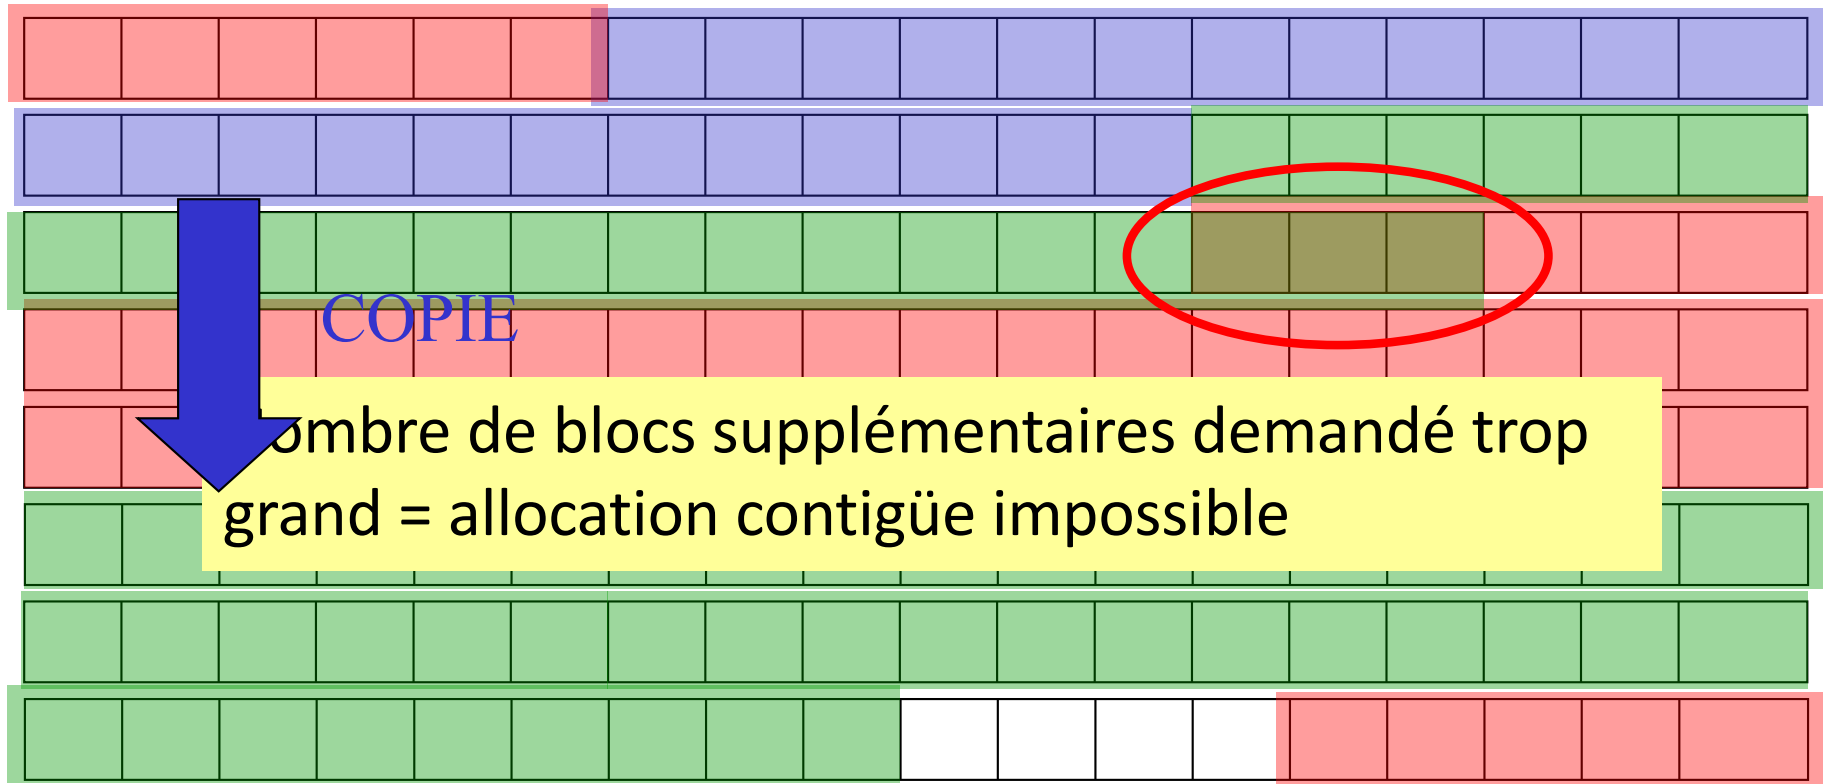 COPIE
ombre de blocs supplémentaires demandé trop
grand = allocation contigüe impossible